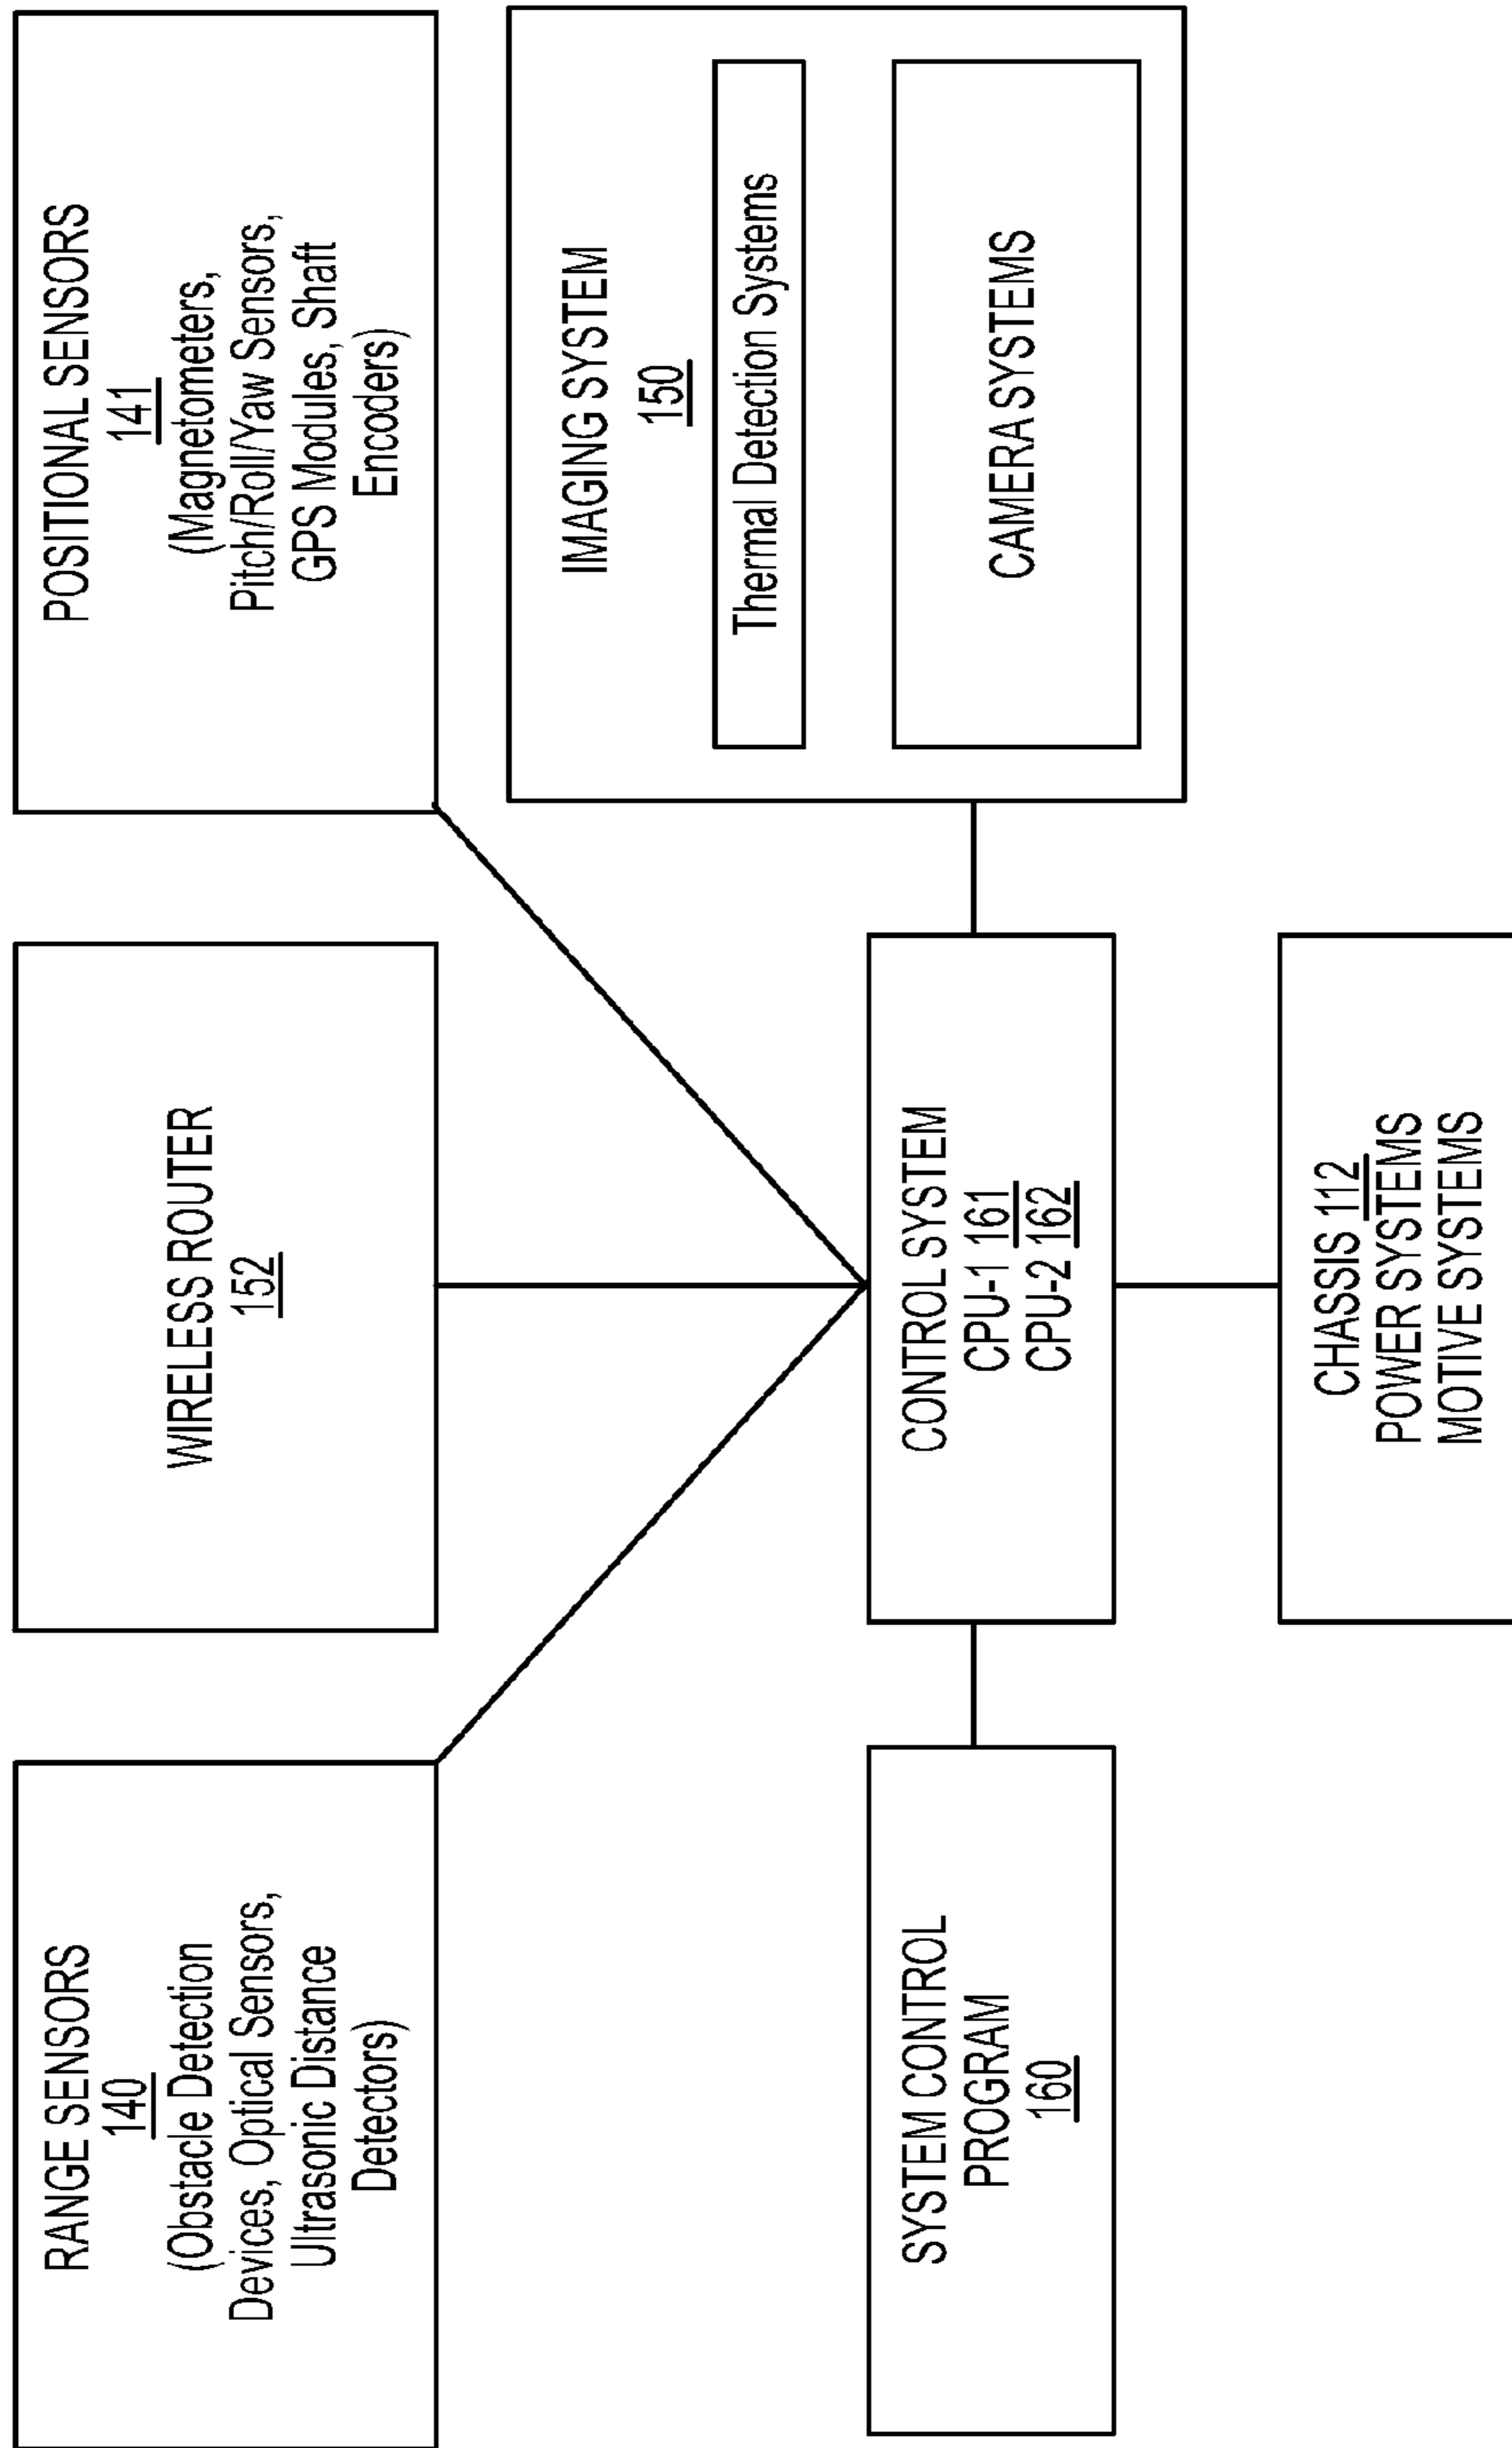 RANGE SENSORS
140
(Obstacle Detection
Devices, Optical Sensors,
Ultrasonic Distance
Detectors)
WIRELESS ROUTER
152
POSITIONAL SENSORS
141
(Magnetometers,
Pitch/Roll/Yaw Sensors,
GPS Modules, Shaft
Encoders)
IMAGING SYSTEM
150
Thermal Detection Systems
CAMERA SYSTEMS
SYSTEM CONTROL
PROGRAM
160
CONTROL SYSTEM
CPU-1 161
CPU-2 162
CHASSIS 112
POWER SYSTEMS
MOTIVE SYSTEMS